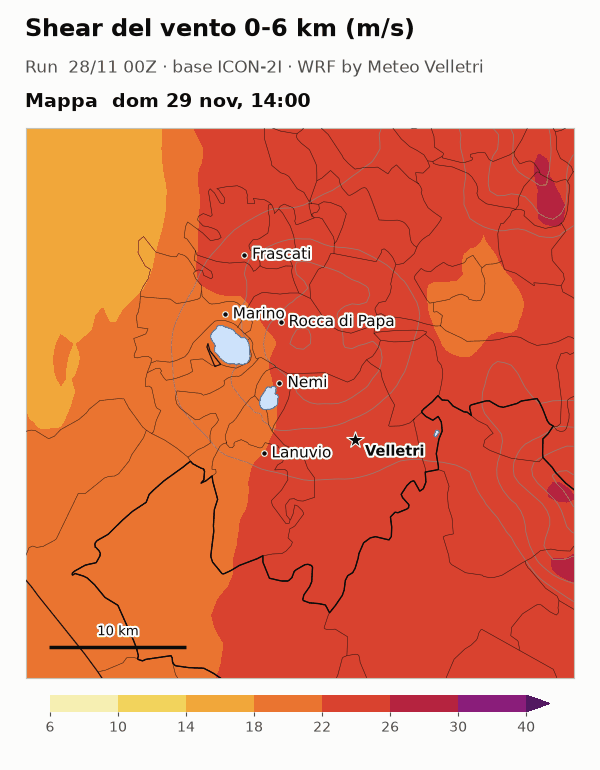 Shear del vento 0-6 km (m/s)
Run  28/11 00Z · base ICON-2I · WRF by Meteo Velletri
Mappa  dom 29 nov, 14:00
Frascati
Marino
Rocca di Papa
Nemi
Velletri
Lanuvio
10 km
6 10 14 18 22 26 30 40